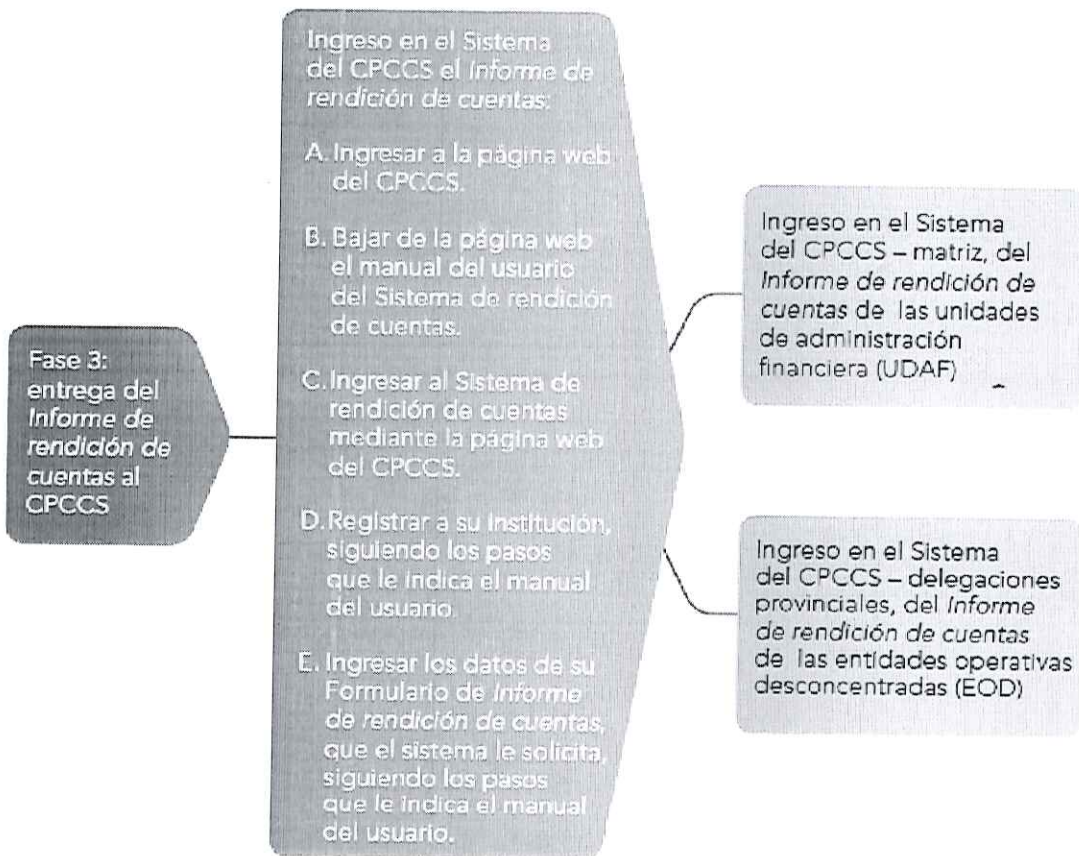 Fase 3:
entrega del
Informe de
rendición de
cuentas al
CPCCS
Ingreso en el Sistema
del CPCCS el Informe de
rendición de cuentas:
A. Ingresar a la página web
del CPCCS.
B. Bajar de la página web
el manual del usuario
del Sistema de rendición
de cuentas.
C. Ingresar al Sistema de
rendición de cuentas
mediante la página web
del CPCCS.
D. Registrar a su institución,
siguiendo los pasos
que le indica el manual
del usuario.
E. Ingresar los datos de su
Formulario de Informe
de rendición de cuentas,
que el sistema le solicita,
siguiendo los pasos
que le indica el manual
del usuario.
Ingreso en el Sistema
del CPCCS – matriz, del
Informe de rendición de
cuentas de las unidades
de administración
financiera (UDAF)
Ingreso en el Sistema
del CPCCS – delegaciones
provinciales, del Informe
de rendición de cuentas
de las entidades operativas
desconcentradas (EOD)